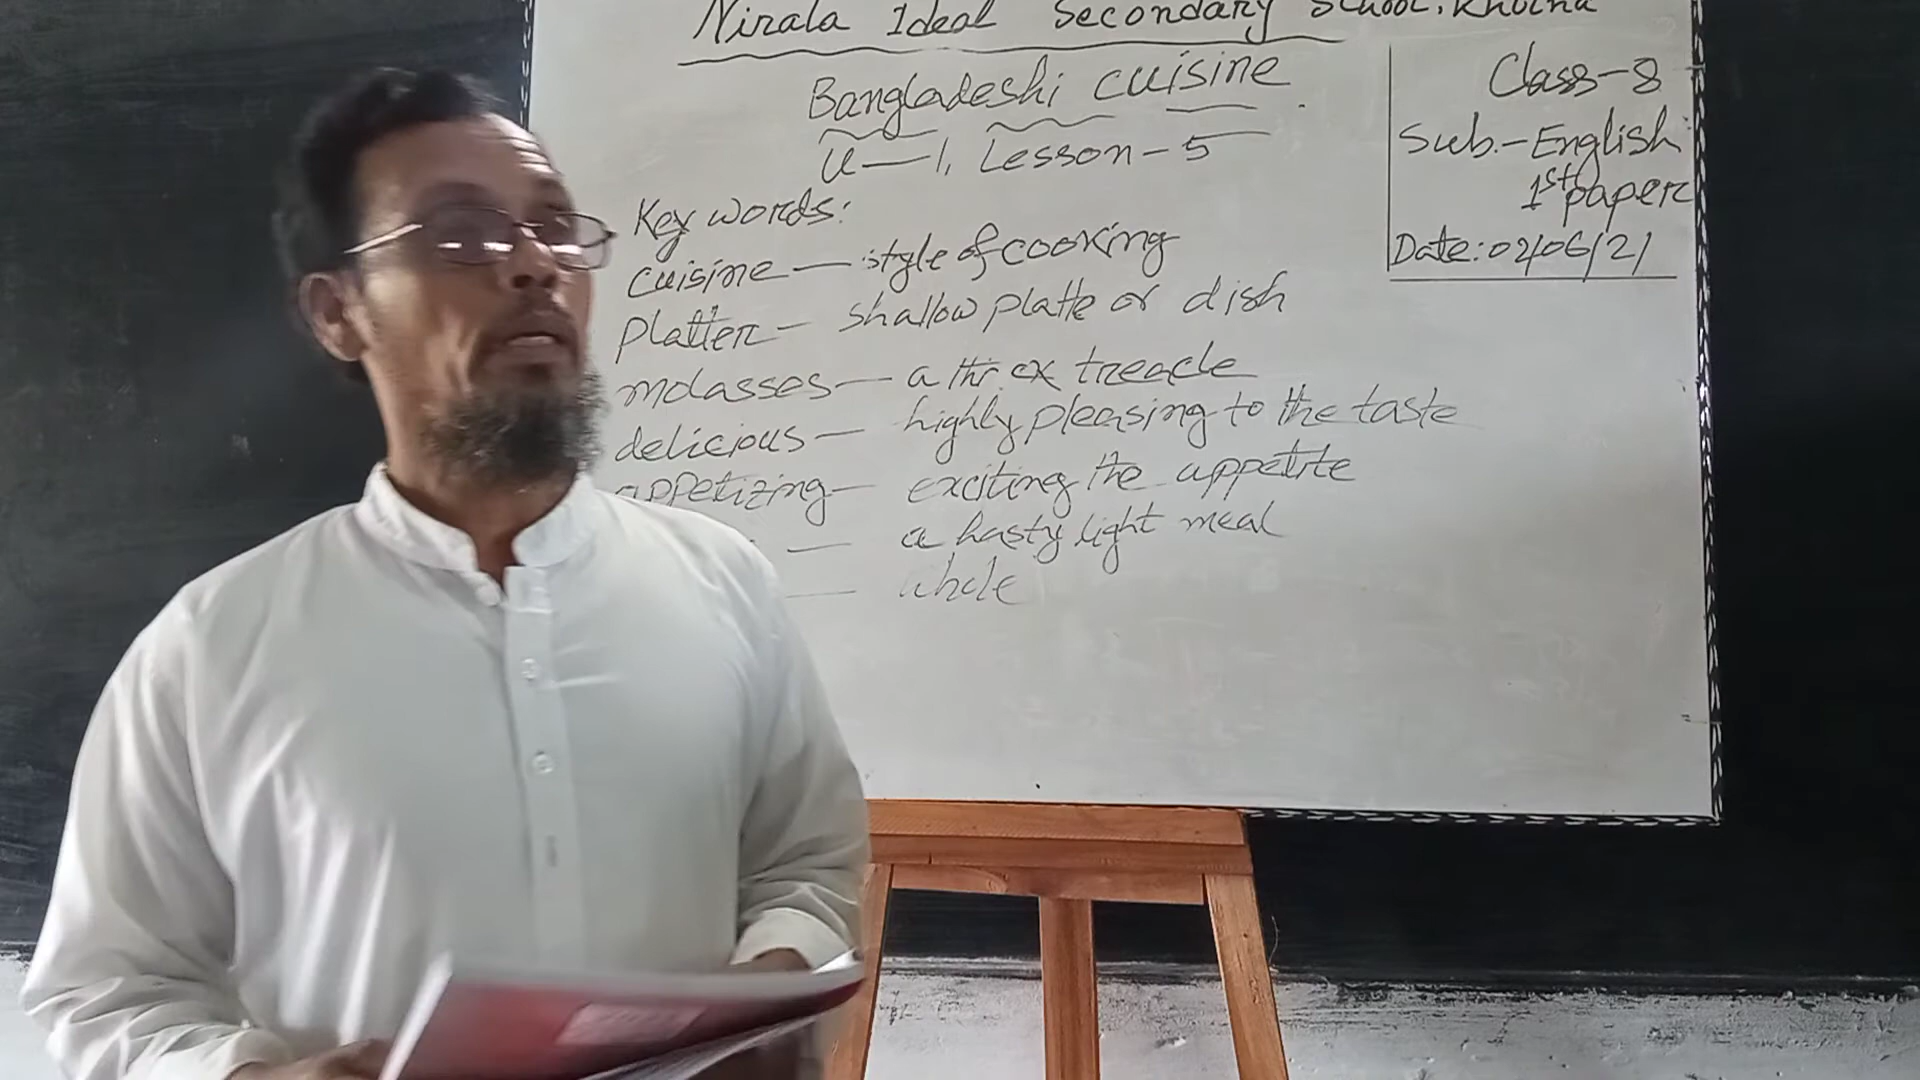 Nirala Ideal Secondary School, Khulna
Bangladeshi cuisine
U—1, Lesson-5
Class-8
Sub.-English
1st paper
Date: 02/06/21
Key words:
cuisine — style of cooking
Platter — shallow platte or dish
molasses — a treacle
delicious — highly pleasing to the taste
appetizing — exciting the appetite
— a hasty light meal
— whole